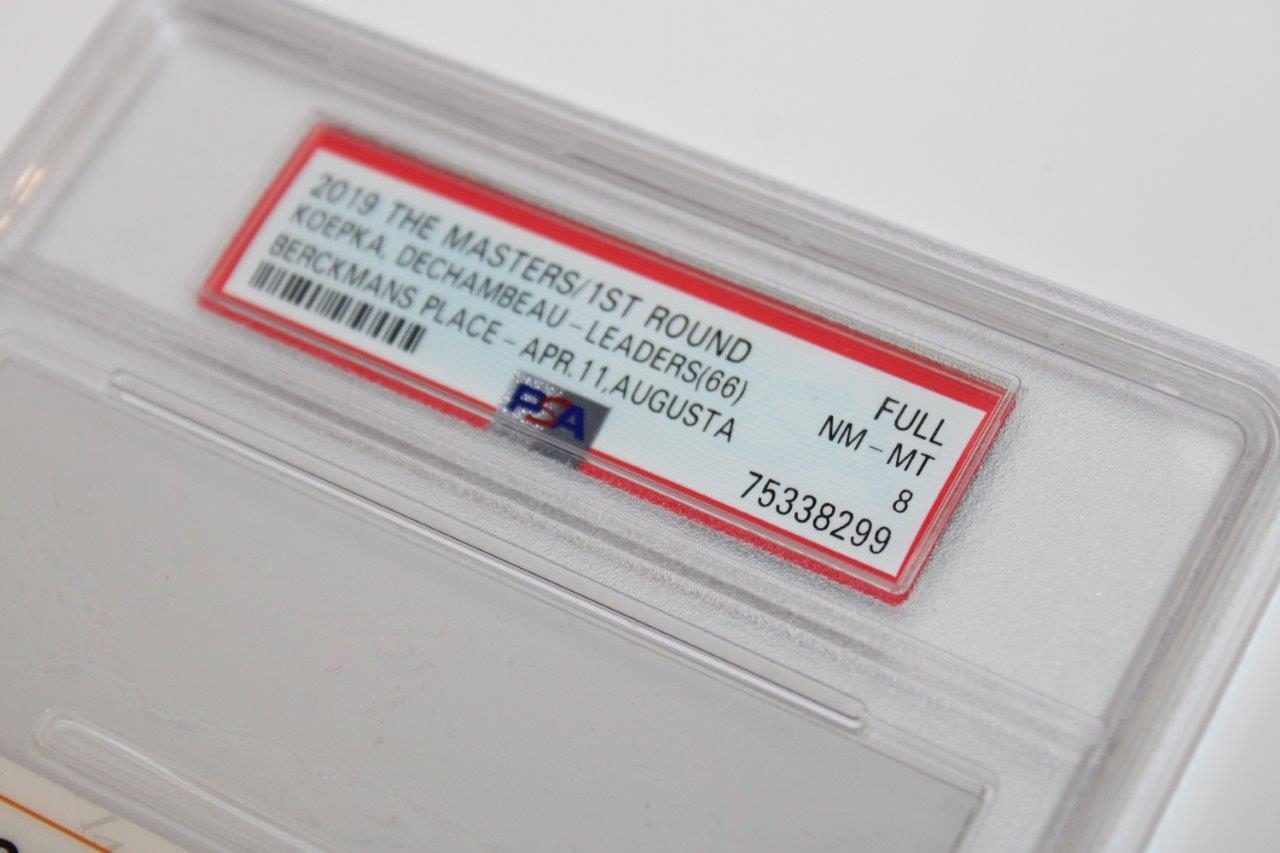 2019 THE MASTERS/1ST ROUND
KOEPKA, DECHAMBEAU-LEADERS(66)
BERCKMANS PLACE-APR.11,AUGUSTA
FULL
NM-MT
8
75338299
PSA